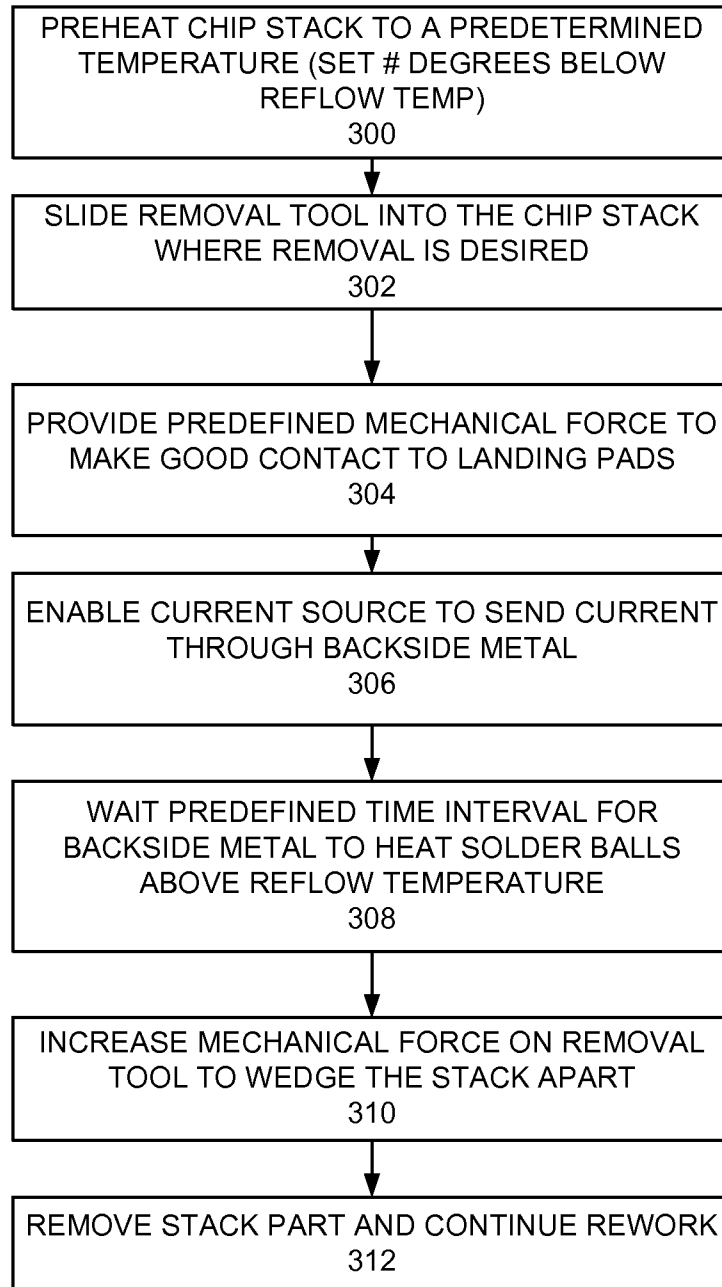 PREHEAT CHIP STACK TO A PREDETERMINED
TEMPERATURE (SET # DEGREES BELOW
REFLOW TEMP)
300
SLIDE REMOVAL TOOL INTO THE CHIP STACK
WHERE REMOVAL IS DESIRED
302
PROVIDE PREDEFINED MECHANICAL FORCE TO
MAKE GOOD CONTACT TO LANDING PADS
304
ENABLE CURRENT SOURCE TO SEND CURRENT
THROUGH BACKSIDE METAL
306
WAIT PREDEFINED TIME INTERVAL FOR
BACKSIDE METAL TO HEAT SOLDER BALLS
ABOVE REFLOW TEMPERATURE
308
INCREASE MECHANICAL FORCE ON REMOVAL
TOOL TO WEDGE THE STACK APART
310
REMOVE STACK PART AND CONTINUE REWORK
312